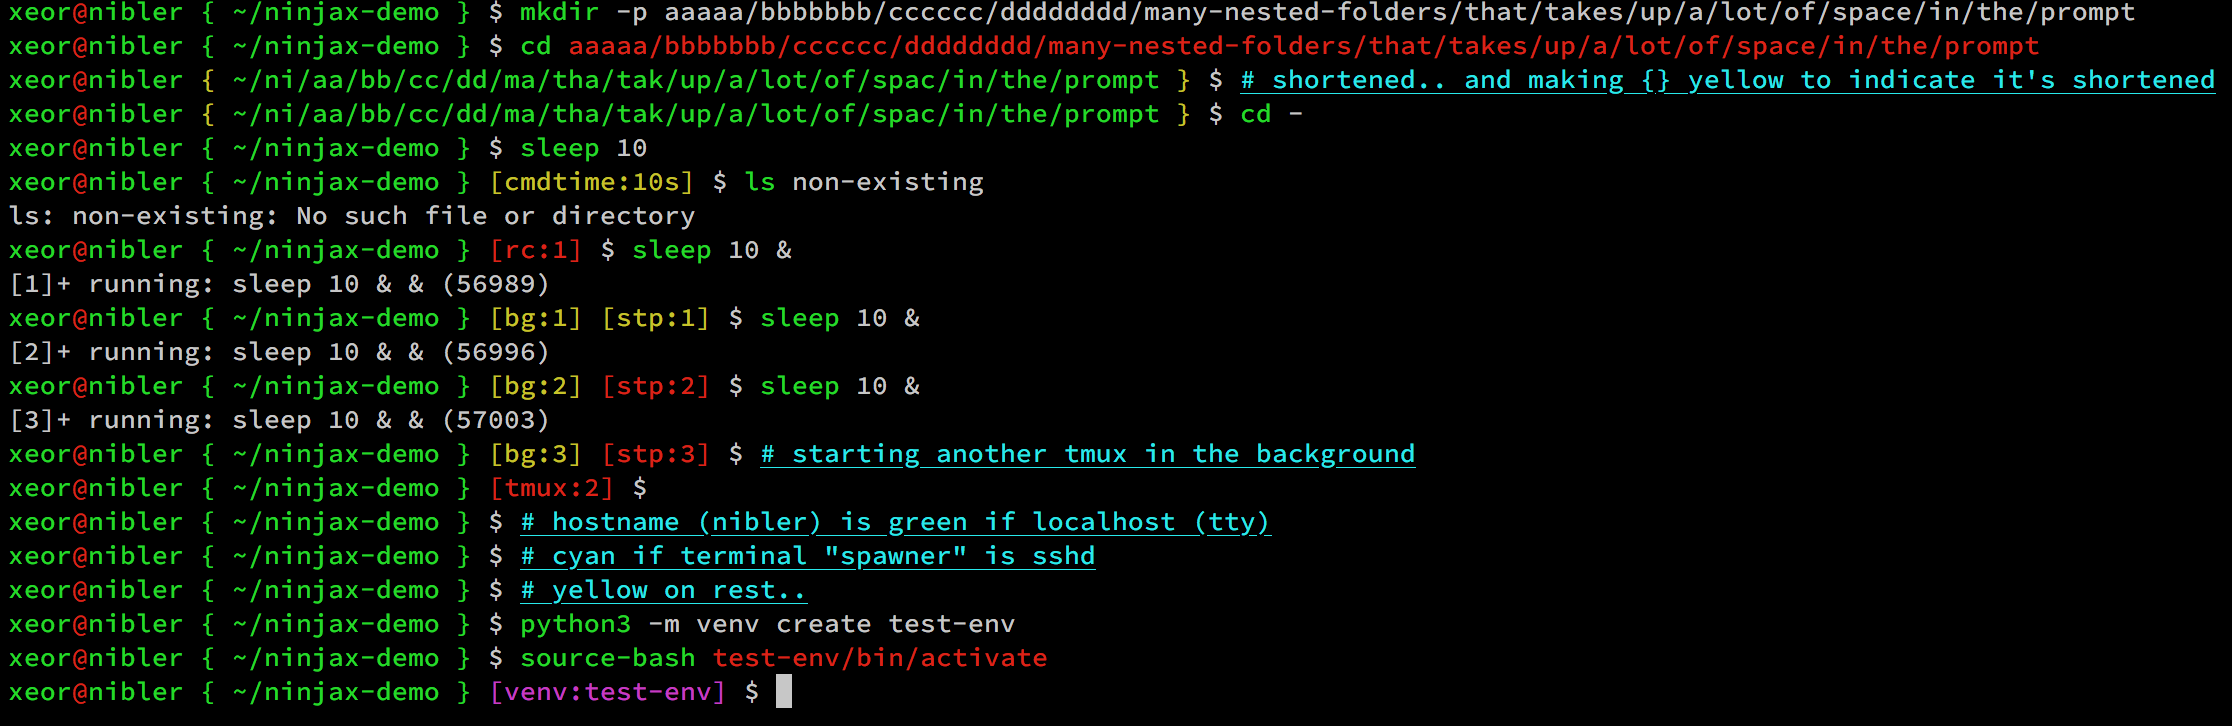 xeor@nibler { ~/ninjax-demo } $ mkdir -p aaaaa/bbbbbbb/cccccc/dddddddd/many-nested-folders/that/takes/up/a/lot/of/space/in/the/prompt
xeor@nibler { ~/ninjax-demo } $ cd aaaaa/bbbbbbb/cccccc/dddddddd/many-nested-folders/that/takes/up/a/lot/of/space/in/the/prompt
xeor@nibler { ~/ni/aa/bb/cc/dd/ma/tha/tak/up/a/lot/of/spac/in/the/prompt } $ # shortened.. and making {} yellow to indicate it's shortened
xeor@nibler { ~/ni/aa/bb/cc/dd/ma/tha/tak/up/a/lot/of/spac/in/the/prompt } $ cd -
xeor@nibler { ~/ninjax-demo } $ sleep 10
xeor@nibler { ~/ninjax-demo } [cmdtime:10s] $ ls non-existing
ls: non-existing: No such file or directory
xeor@nibler { ~/ninjax-demo } [rc:1] $ sleep 10 &
[1]+ running: sleep 10 & & (56989)
xeor@nibler { ~/ninjax-demo } [bg:1] [stp:1] $ sleep 10 &
[2]+ running: sleep 10 & & (56996)
xeor@nibler { ~/ninjax-demo } [bg:2] [stp:2] $ sleep 10 &
[3]+ running: sleep 10 & & (57003)
xeor@nibler { ~/ninjax-demo } [bg:3] [stp:3] $ # starting another tmux in the background
xeor@nibler { ~/ninjax-demo } [tmux:2] $
xeor@nibler { ~/ninjax-demo } $ # hostname (nibler) is green if localhost (tty)
xeor@nibler { ~/ninjax-demo } $ # cyan if terminal "spawner" is sshd
xeor@nibler { ~/ninjax-demo } $ # yellow on rest..
xeor@nibler { ~/ninjax-demo } $ python3 -m venv create test-env
xeor@nibler { ~/ninjax-demo } $ source-bash test-env/bin/activate
xeor@nibler { ~/ninjax-demo } [venv:test-env] $